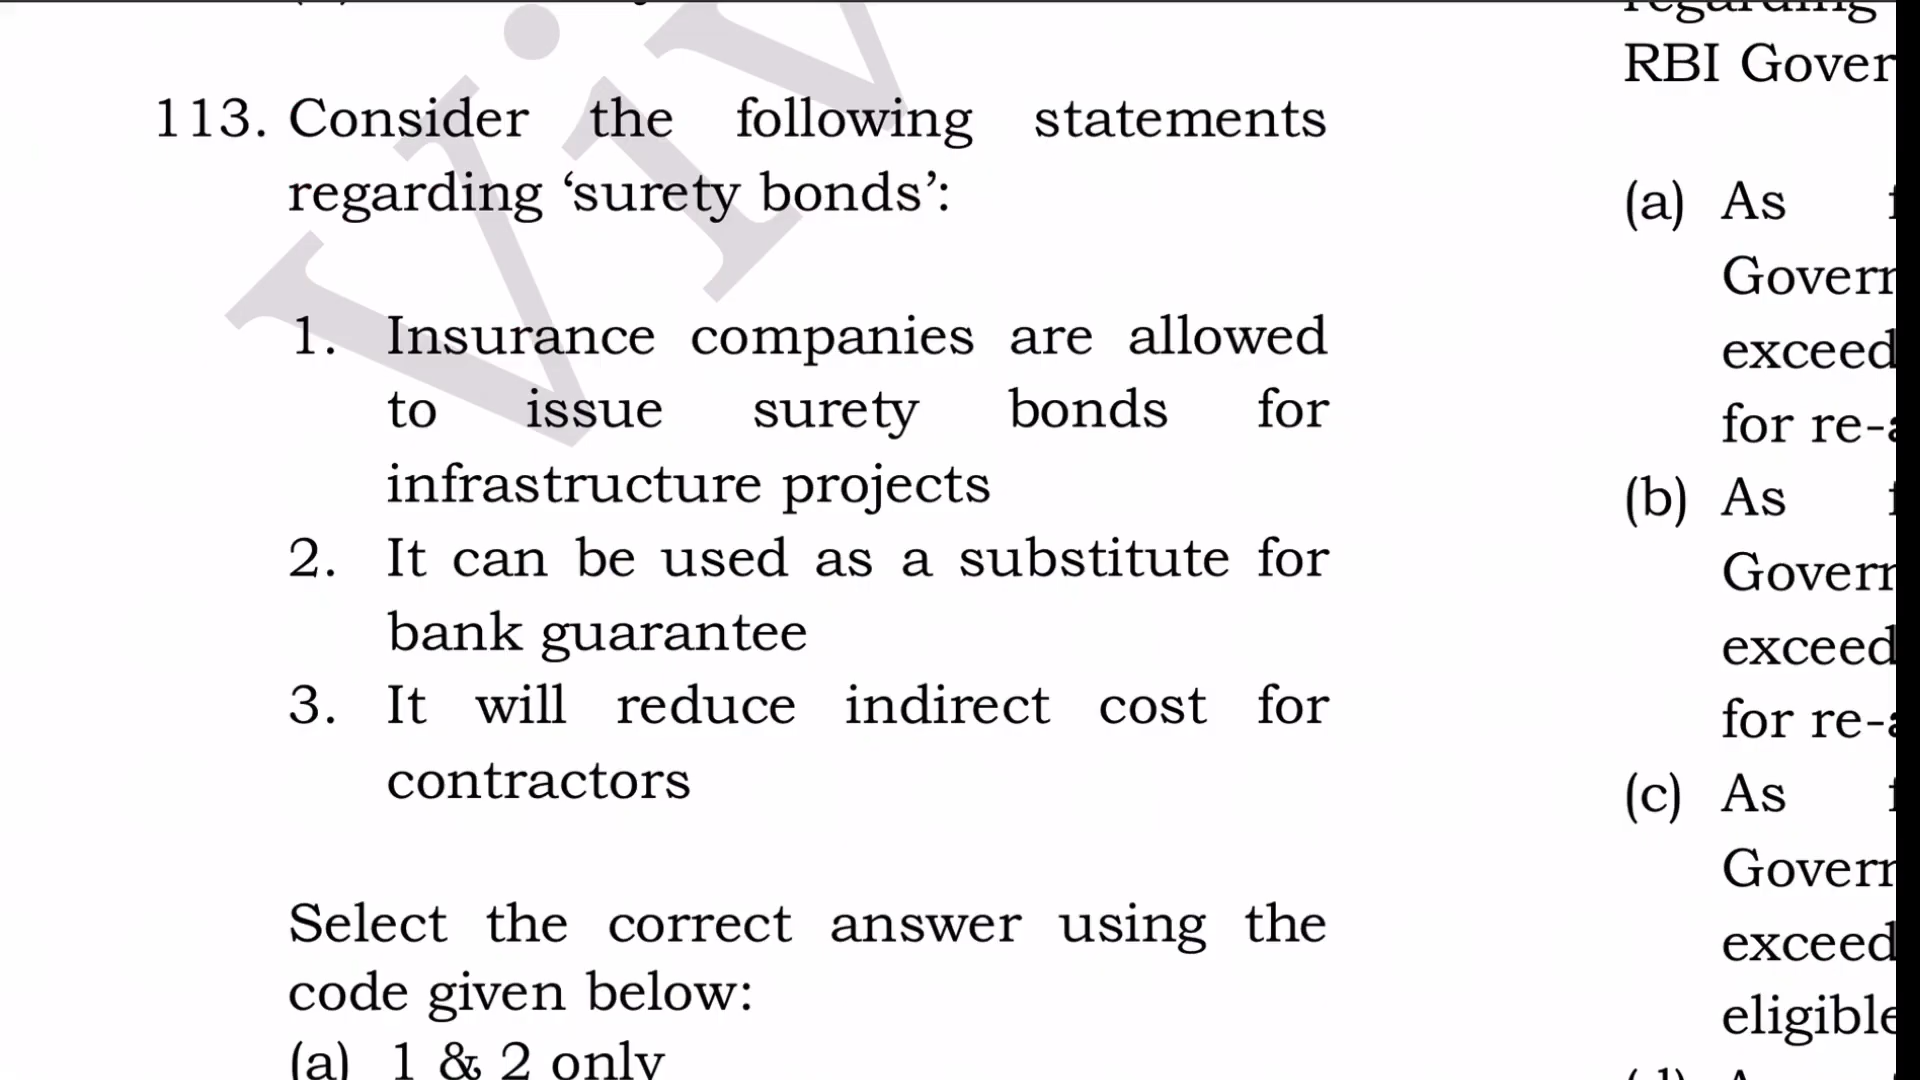 113. Consider the following statements
regarding ‘surety bonds’:
1. Insurance companies are allowed
to issue surety bonds for
infrastructure projects
2. It can be used as a substitute for
bank guarantee
3. It will reduce indirect cost for
contractors
Select the correct answer using the
code given below:
(a) 1 & 2 only
regarding
RBI Gover
(a) As
Govern
exceed
for re-a
(b) As
Govern
exceed
for re-a
(c) As
Govern
exceed
eligible
Viv